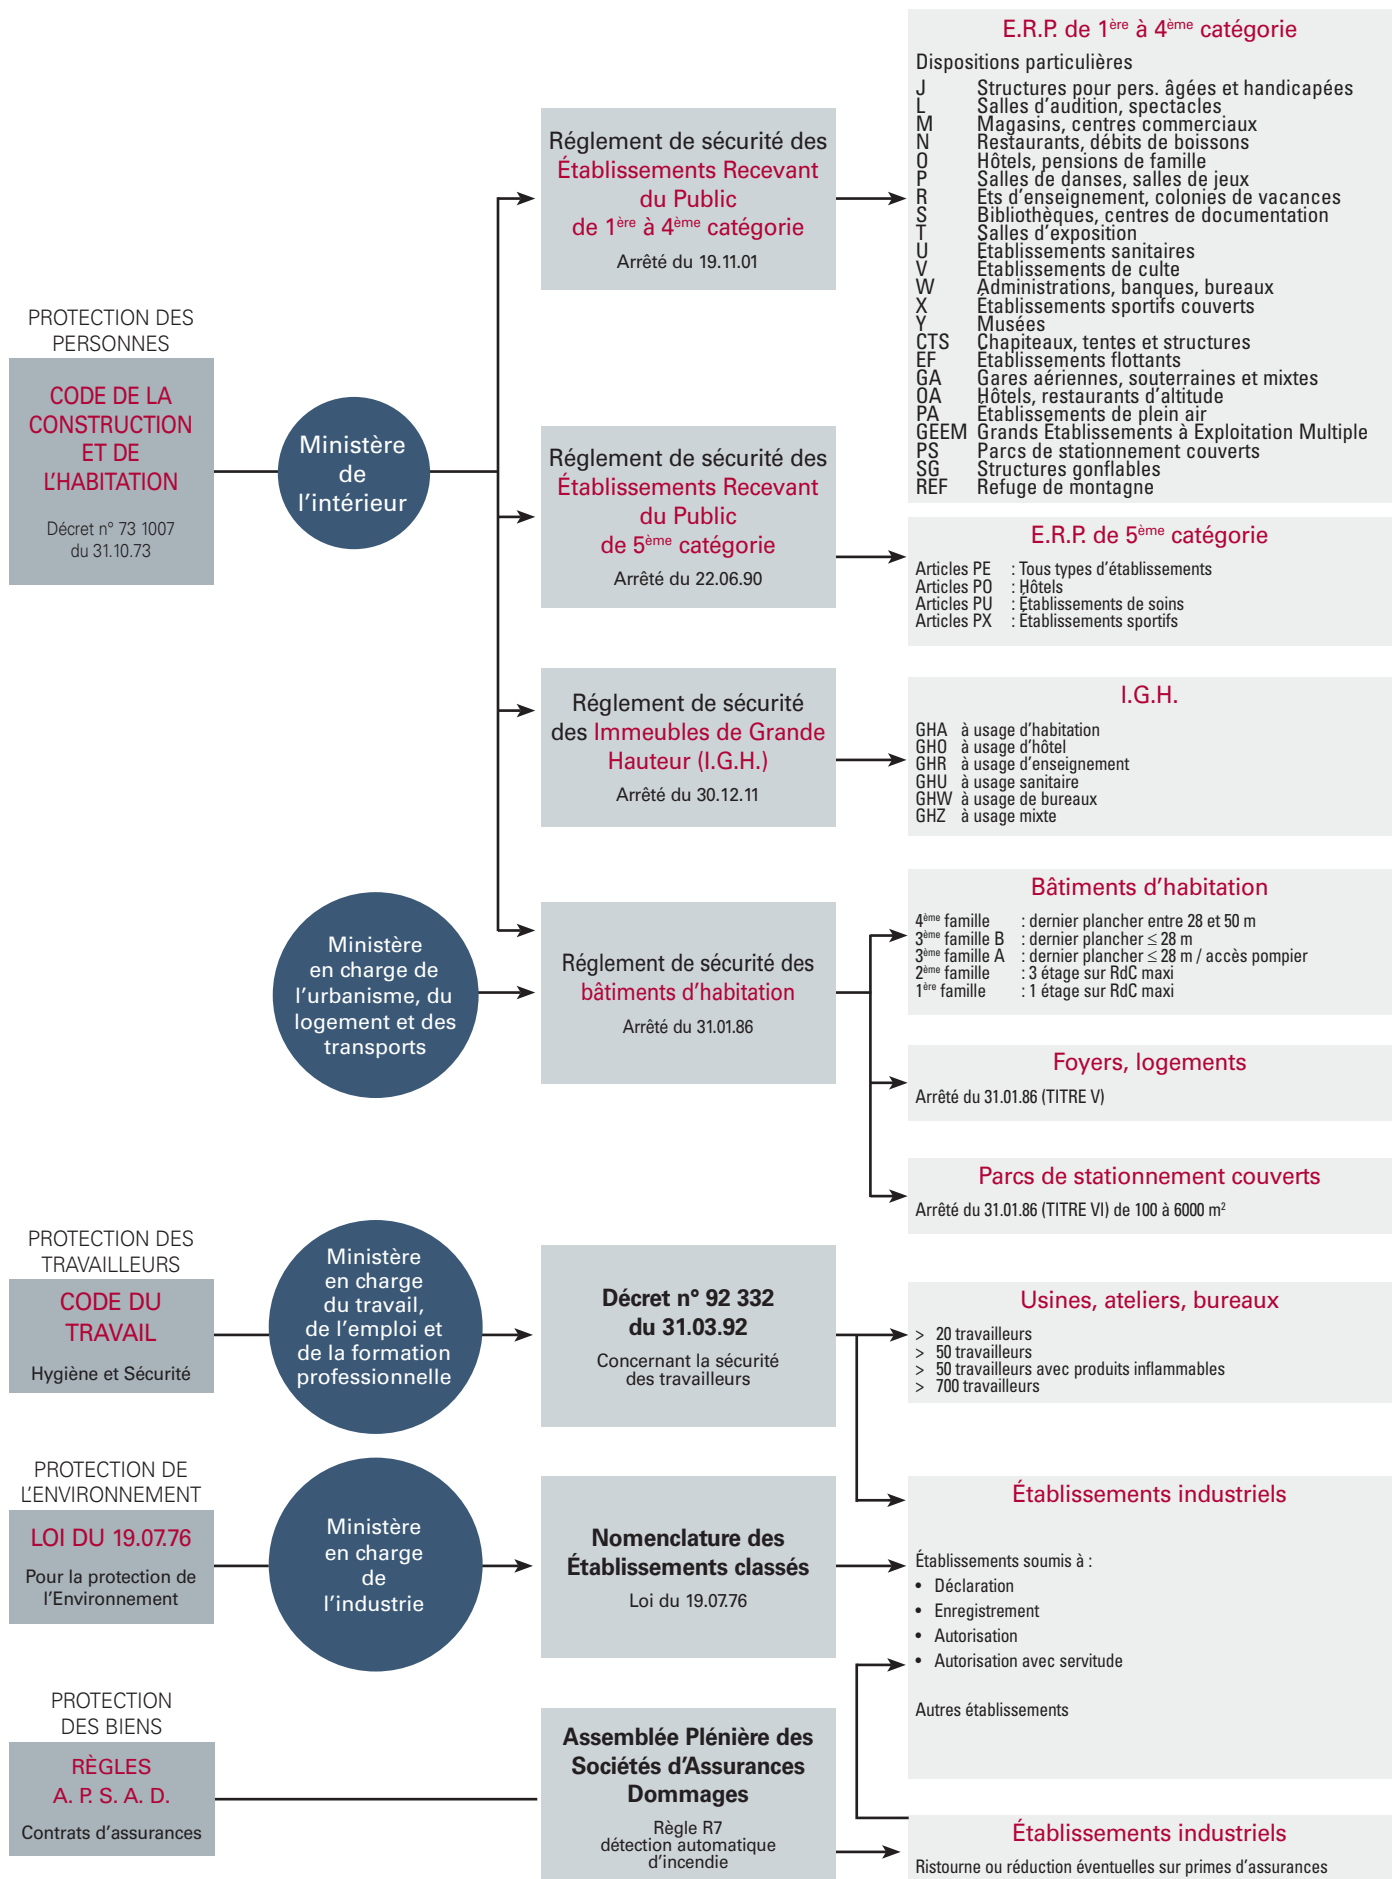 PROTECTION DES
PERSONNES
CODE DE LA
CONSTRUCTION
ET DE
L'HABITATION
Décret n° 73 1007
du 31.10.73
Ministère
de
l'intérieur
Réglement de sécurité des
Établissements Recevant
du Public
de 1ère à 4ème catégorie
Arrêté du 19.11.01
E.R.P. de 1ère à 4ème catégorie
Dispositions particulières
J Structures pour pers. âgées et handicapées
L Salles d'audition, spectacles
M Magasins, centres commerciaux
N Restaurants, débits de boissons
O Hôtels, pensions de famille
P Salles de danses, salles de jeux
R Ets d'enseignement, colonies de vacances
S Bibliothèques, centres de documentation
T Salles d'exposition
U Établissements sanitaires
V Établissements de culte
W Administrations, banques, bureaux
X Établissements sportifs couverts
Y Musées
CTS Chapiteaux, tentes et structures
EF Établissements flottants
GA Gares aériennes, souterraines et mixtes
OA Hôtels, restaurants d'altitude
PA Établissements de plein air
GEEM Grands Etablissements à Exploitation Multiple
PS Parcs de stationnement couverts
SG Structures gonflables
REF Refuge de montagne
Réglement de sécurité des
Établissements Recevant
du Public
de 5ème catégorie
Arrêté du 22.06.90
E.R.P. de 5ème catégorie
Articles PE : Tous types d'établissements
Articles PO : Hôtels
Articles PU : Établissements de soins
Articles PX : Établissements sportifs
Réglement de sécurité
des Immeubles de Grande
Hauteur (I.G.H.)
Arrêté du 30.12.11
I.G.H.
GHA à usage d'habitation
GHO à usage d'hôtel
GHR à usage d'enseignement
GHU à usage sanitaire
GHW à usage de bureaux
GHZ à usage mixte
Ministère
en charge de
l'urbanisme, du
logement et des
transports
Réglement de sécurité des
bâtiments d'habitation
Arrêté du 31.01.86
Bâtiments d'habitation
4ème famille : dernier plancher entre 28 et 50 m
3ème famille B : dernier plancher ≤ 28 m
3ème famille A : dernier plancher ≤ 28 m / accès pompier
2ème famille : 3 étage sur RdC maxi
1ère famille : 1 étage sur RdC maxi
Foyers, logements
Arrêté du 31.01.86 (TITRE V)
Parcs de stationnement couverts
Arrêté du 31.01.86 (TITRE VI) de 100 à 6000 m²
PROTECTION DES
TRAVAILLEURS
CODE DU
TRAVAIL
Hygiène et Sécurité
Ministère
en charge
du travail,
de l'emploi et
de la formation
professionnelle
Décret n° 92 332
du 31.03.92
Concernant la sécurité
des travailleurs
Usines, ateliers, bureaux
> 20 travailleurs
> 50 travailleurs
> 50 travailleurs avec produits inflammables
> 700 travailleurs
PROTECTION DE
L'ENVIRONNEMENT
LOI DU 19.07.76
Pour la protection de
l'Environnement
Ministère
en charge
de
l'industrie
Nomenclature des
Établissements classés
Loi du 19.07.76
Établissements industriels
Établissements soumis à :
• Déclaration
• Enregistrement
• Autorisation
• Autorisation avec servitude
Autres établissements
PROTECTION
DES BIENS
RÈGLES
A. P. S. A. D.
Contrats d'assurances
Assemblée Plénière des
Sociétés d'Assurances
Dommages
Règle R7
détection automatique
d'incendie
Établissements industriels
Ristourne ou réduction éventuelles sur primes d'assurances